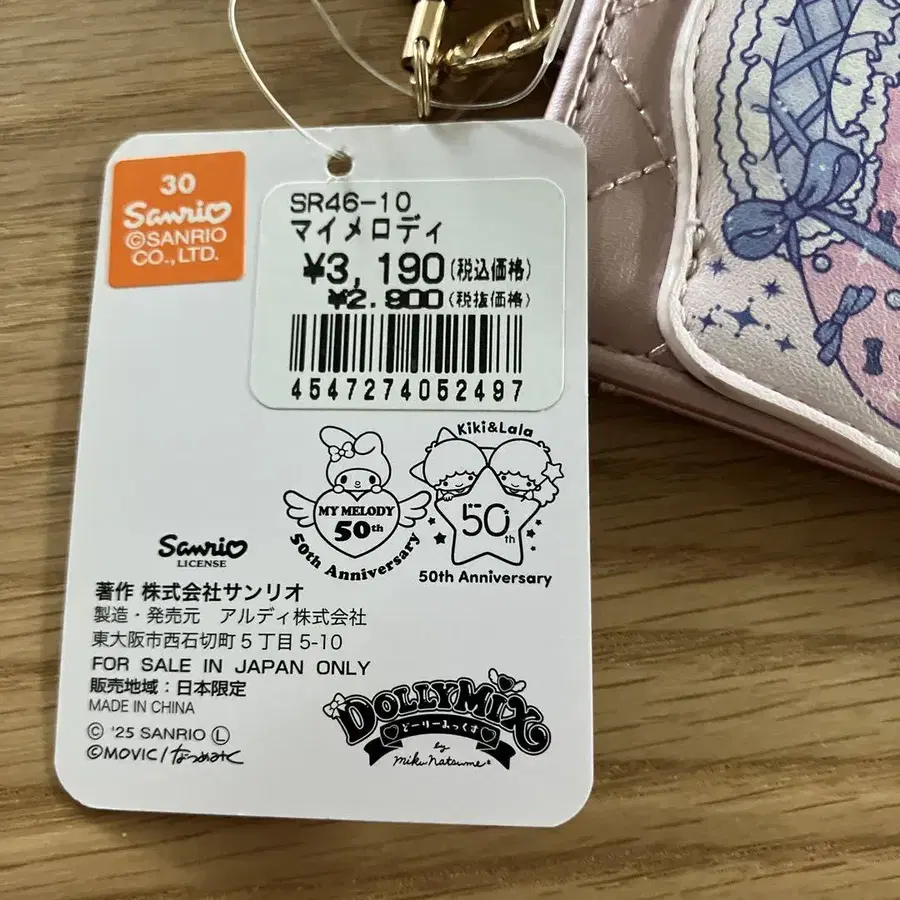 30
Sanrio
©SANRIO
CO.,LTD.
SR46-10
マイメロディ
¥3,190(税込価格)
¥2,900(税抜価格)
4547274052497
MY MELODY
50th
50th Anniversary
Kiki&Lala
50th
50th Anniversary
Sanrio
LICENSE
著作 株式会社サンリオ
製造・発売元 アルディ株式会社
東大阪市西石切町5丁目5-10
FOR SALE IN JAPAN ONLY
販売地域:日本限定
MADE IN CHINA
© '25 SANRIO Ⓛ
©MOVIC/なつめみく
DOLLYMIX
どーりーみっくす
by
miku natsume